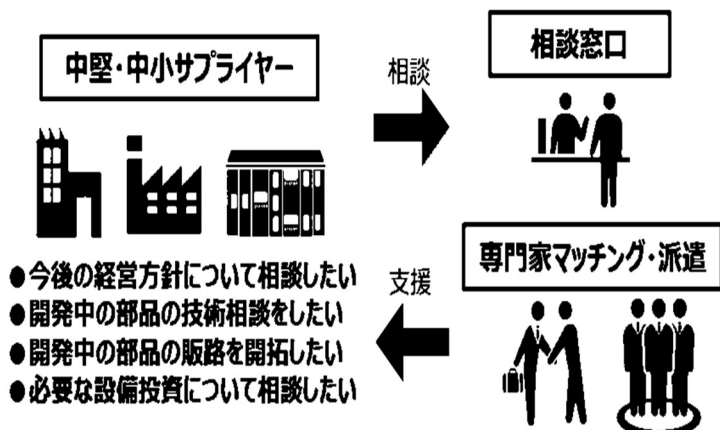 中堅・中小サプライヤー
相談
相談窓口
●今後の経営方針について相談したい
●開発中の部品の技術相談をしたい
●開発中の部品の販路を開拓したい
●必要な設備投資について相談したい
支援
専門家マッチング・派遣